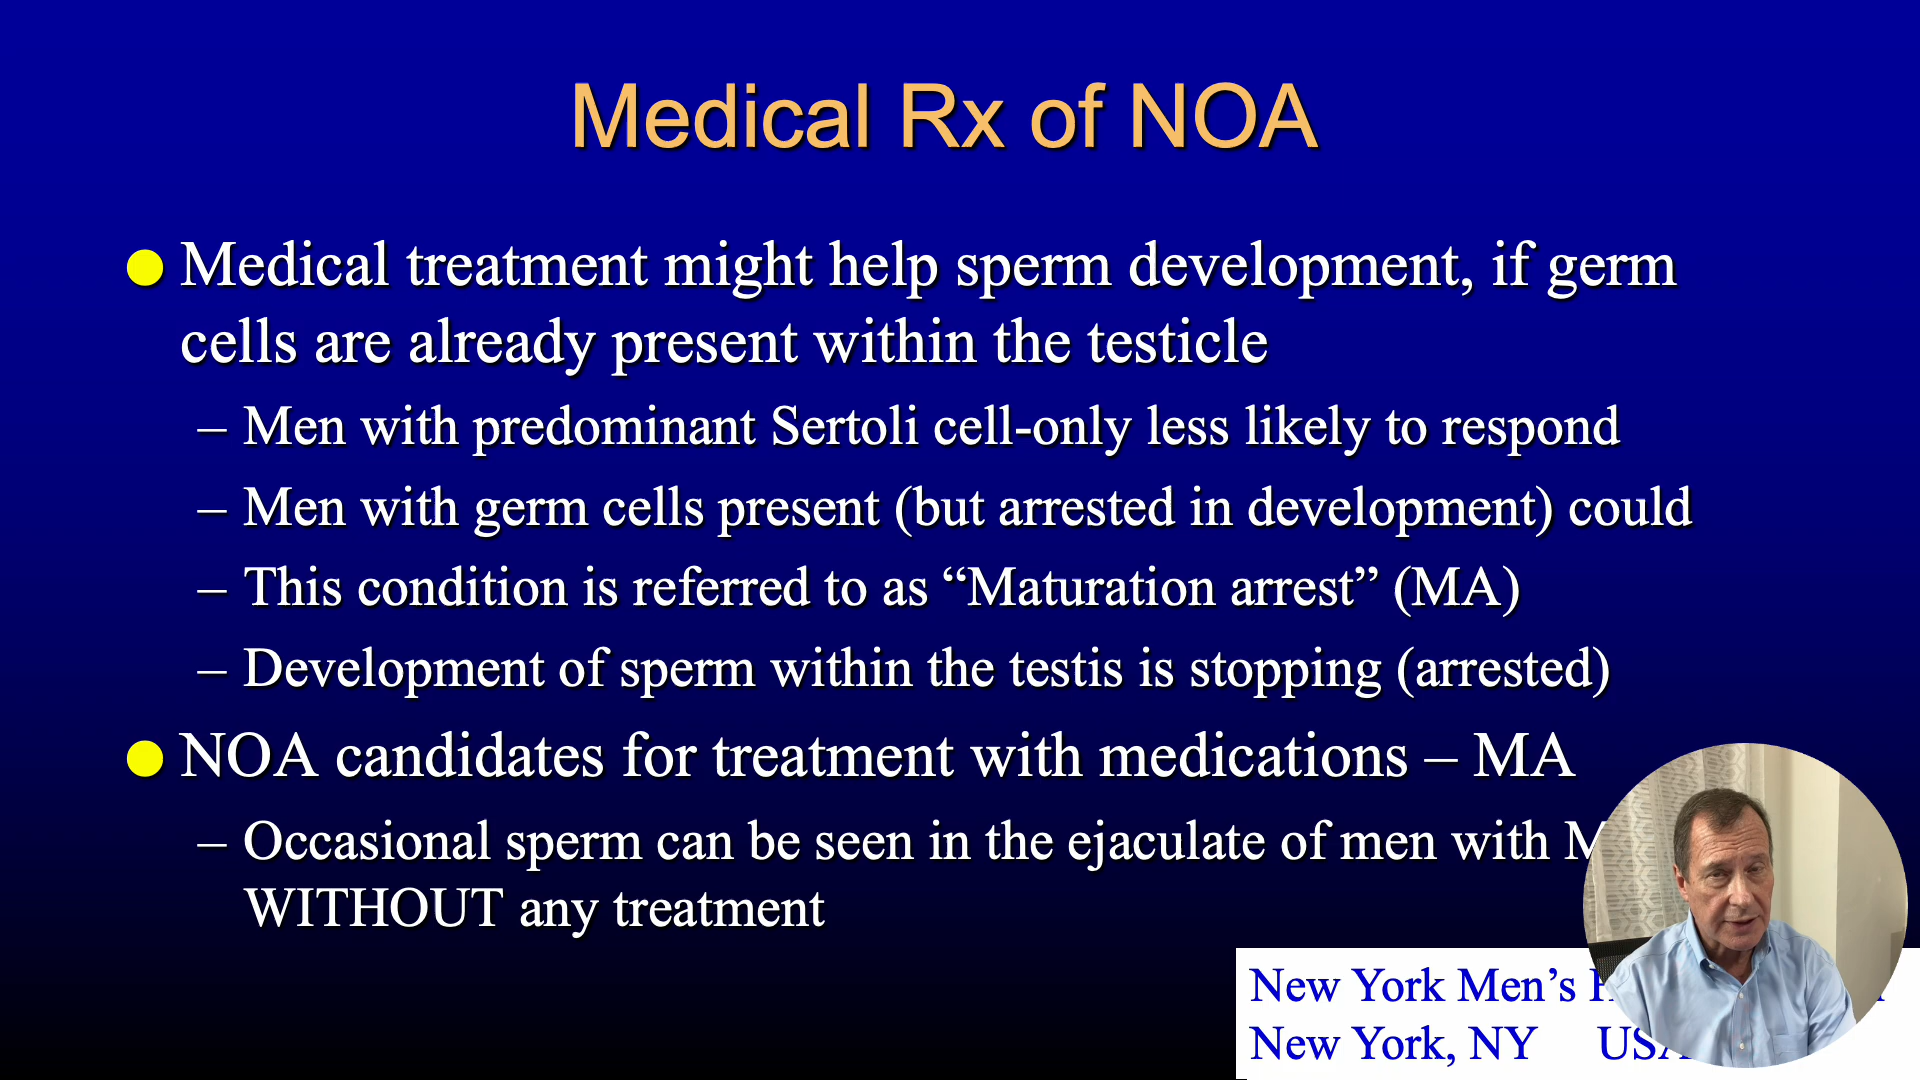 Medical Rx of NOA
Medical treatment might help sperm development, if germ
cells are already present within the testicle
– Men with predominant Sertoli cell-only less likely to respond
– Men with germ cells present (but arrested in development) could
– This condition is referred to as “Maturation arrest” (MA)
– Development of sperm within the testis is stopping (arrested)
NOA candidates for treatment with medications – MA
– Occasional sperm can be seen in the ejaculate of men with
WITHOUT any treatment
New York Men’s
New York, NY USA